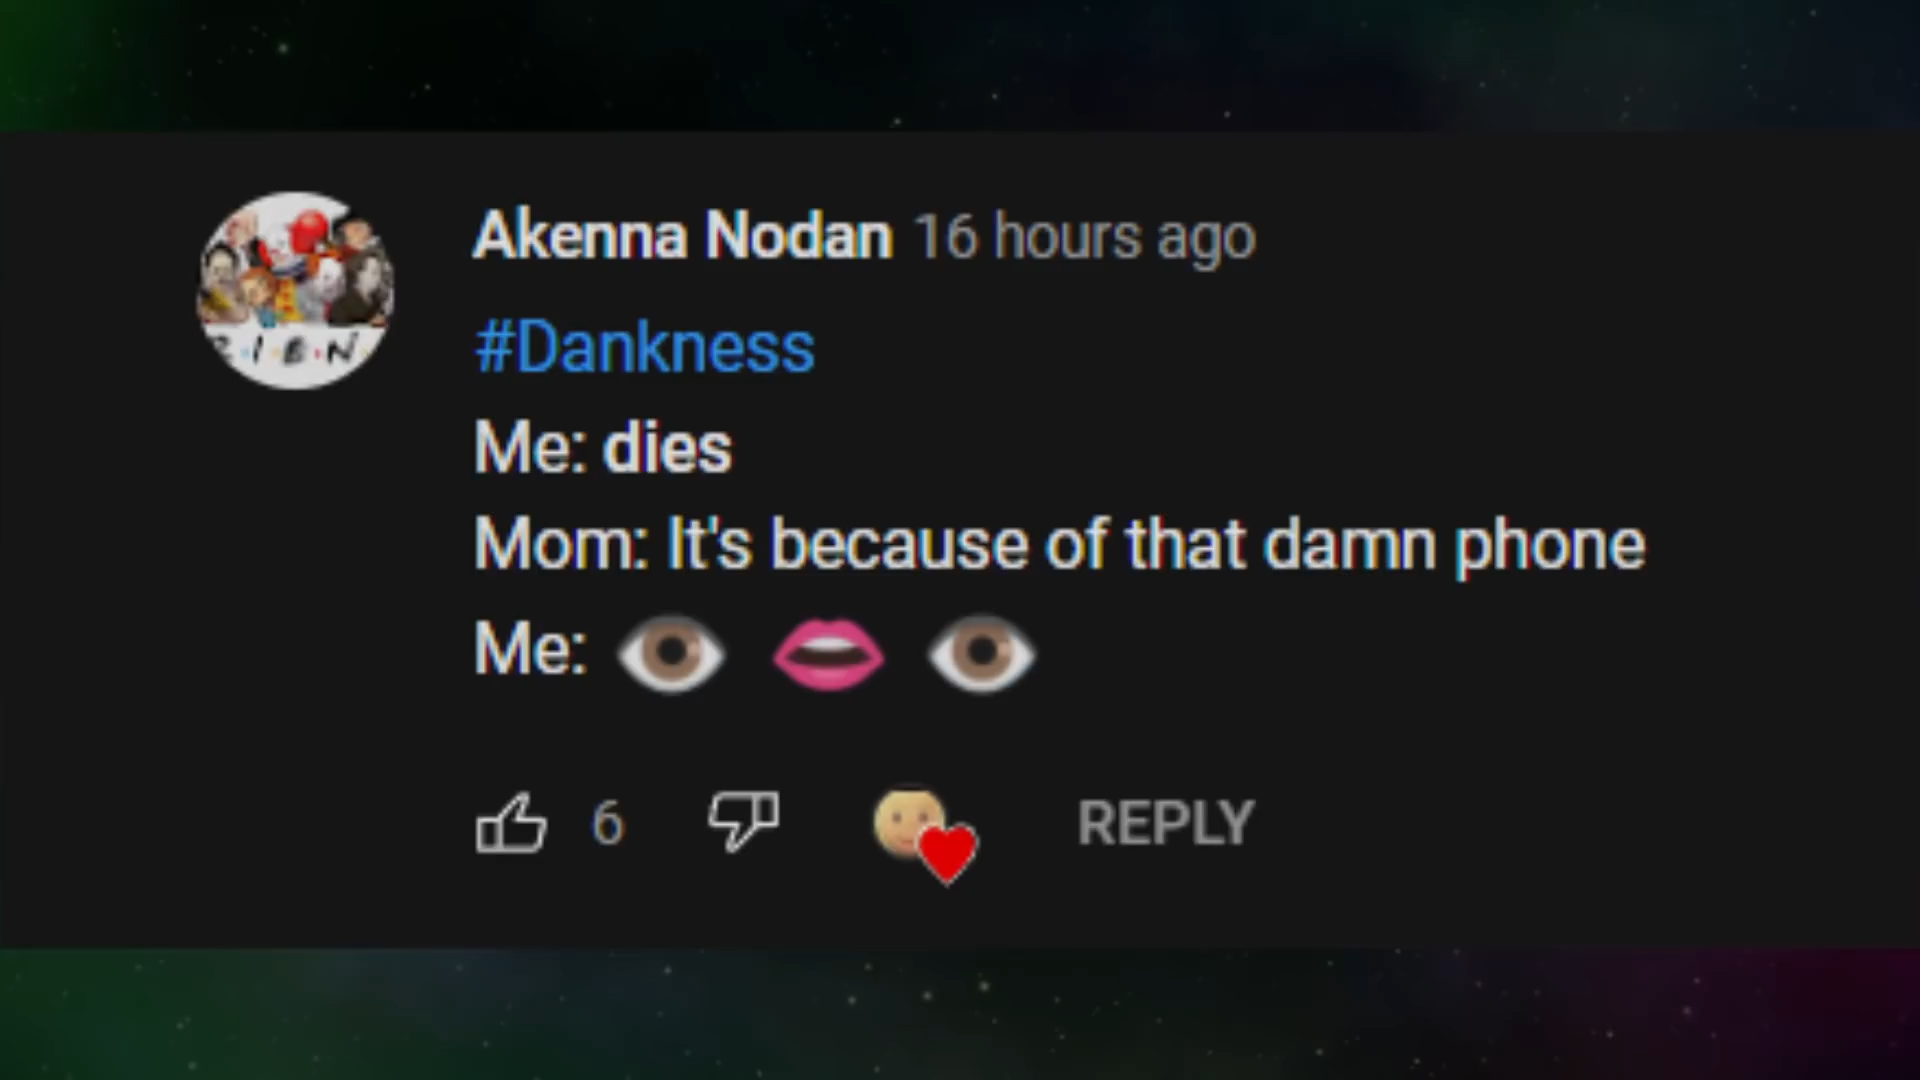 Akenna Nodan 16 hours ago
#Dankness
Me: dies
Mom: It's because of that damn phone
Me: 👁️ 👄 👁️
6 REPLY
R·I·E·N